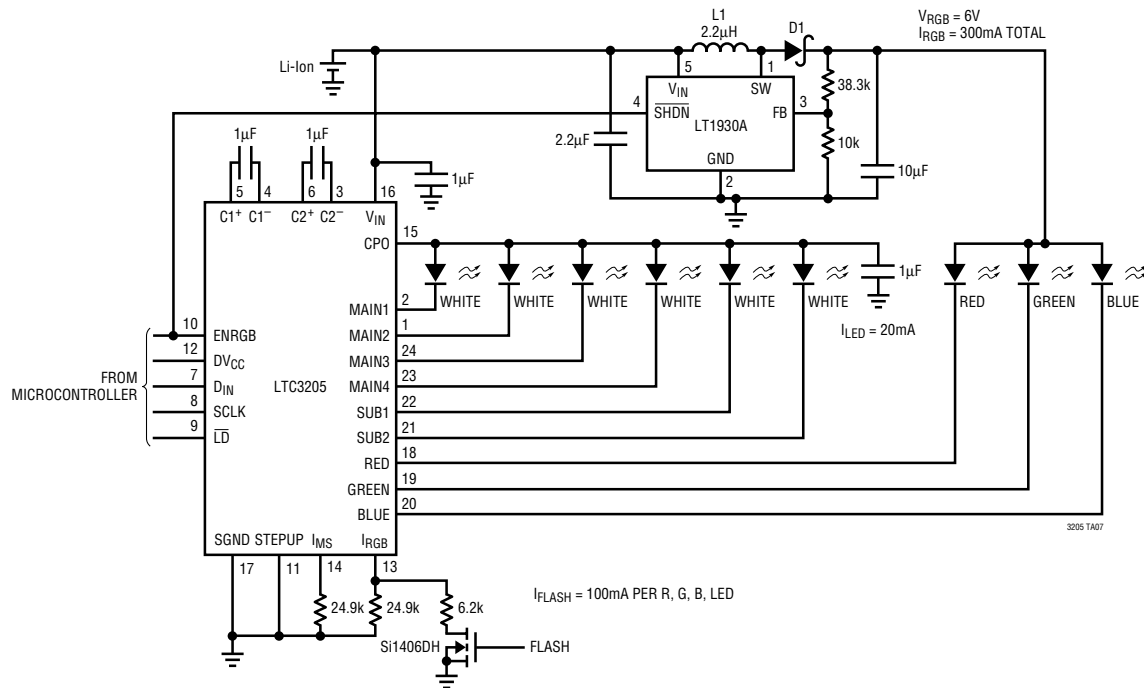 L1
2.2µH
D1
VRGB = 6V
IRGB = 300mA TOTAL
Li-Ion
5
1
VIN
SW
4
SHDN
FB
3
LT1930A
GND
2
38.3k
10k
2.2µF
10µF
1µF
1µF
1µF
5
4
6
3
16
C1+
C1–
C2+
C2–
VIN
CPO
15
1µF
WHITE
WHITE
WHITE
WHITE
WHITE
WHITE
RED
GREEN
BLUE
ILED = 20mA
MAIN1
2
MAIN2
1
MAIN3
24
MAIN4
23
SUB1
22
SUB2
21
RED
18
GREEN
19
BLUE
20
FROM
MICROCONTROLLER
10
ENRGB
12
DVCC
7
DIN
8
SCLK
9
LD
LTC3205
3205 TA07
SGND
STEPUP
IMS
IRGB
17
11
14
13
24.9k
24.9k
6.2k
IFLASH = 100mA PER R, G, B, LED
Si1406DH
FLASH